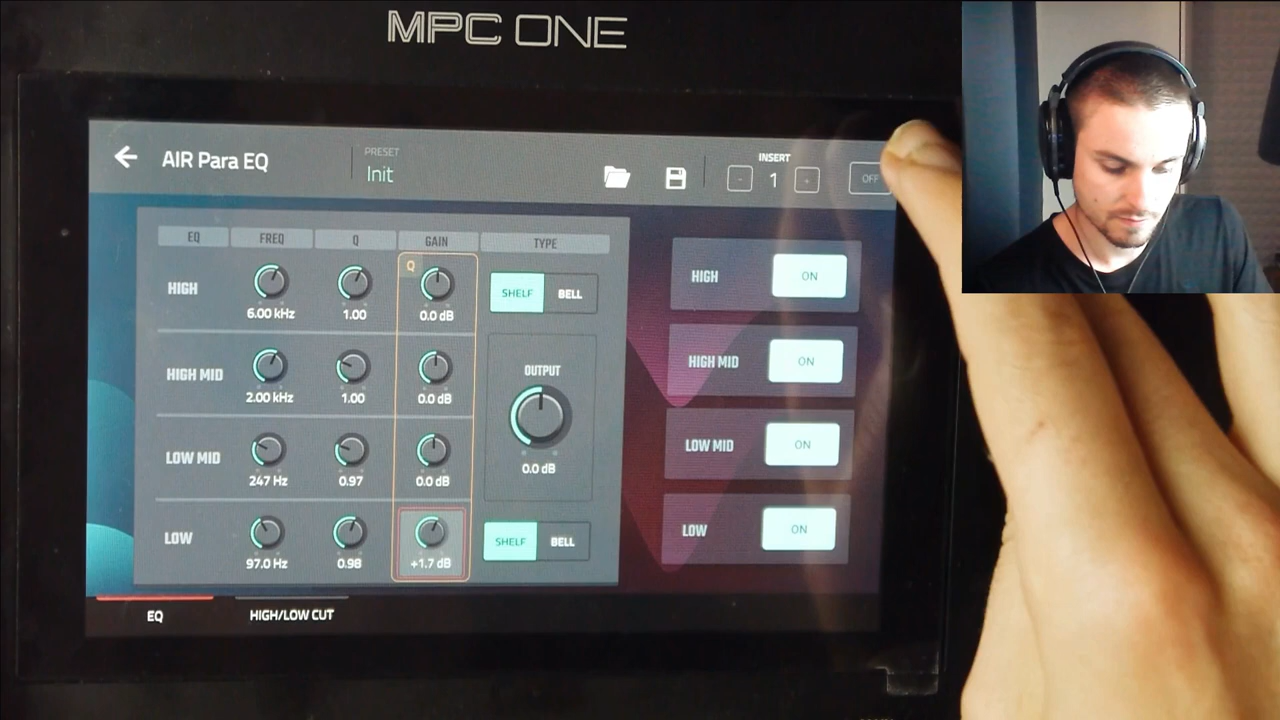 MPC ONE
AIR Para EQ
PRESET
Init
INSERT
- 1 +
OFF
EQ FREQ Q GAIN TYPE
HIGH 6.00 kHz 1.00 Q 0.0 dB SHELF BELL
HIGH MID 2.00 kHz 1.00 0.0 dB
LOW MID 247 Hz 0.97 0.0 dB
LOW 97.0 Hz 0.98 +1.7 dB SHELF BELL
OUTPUT
0.0 dB
HIGH ON
HIGH MID ON
LOW MID ON
LOW ON
EQ HIGH/LOW CUT